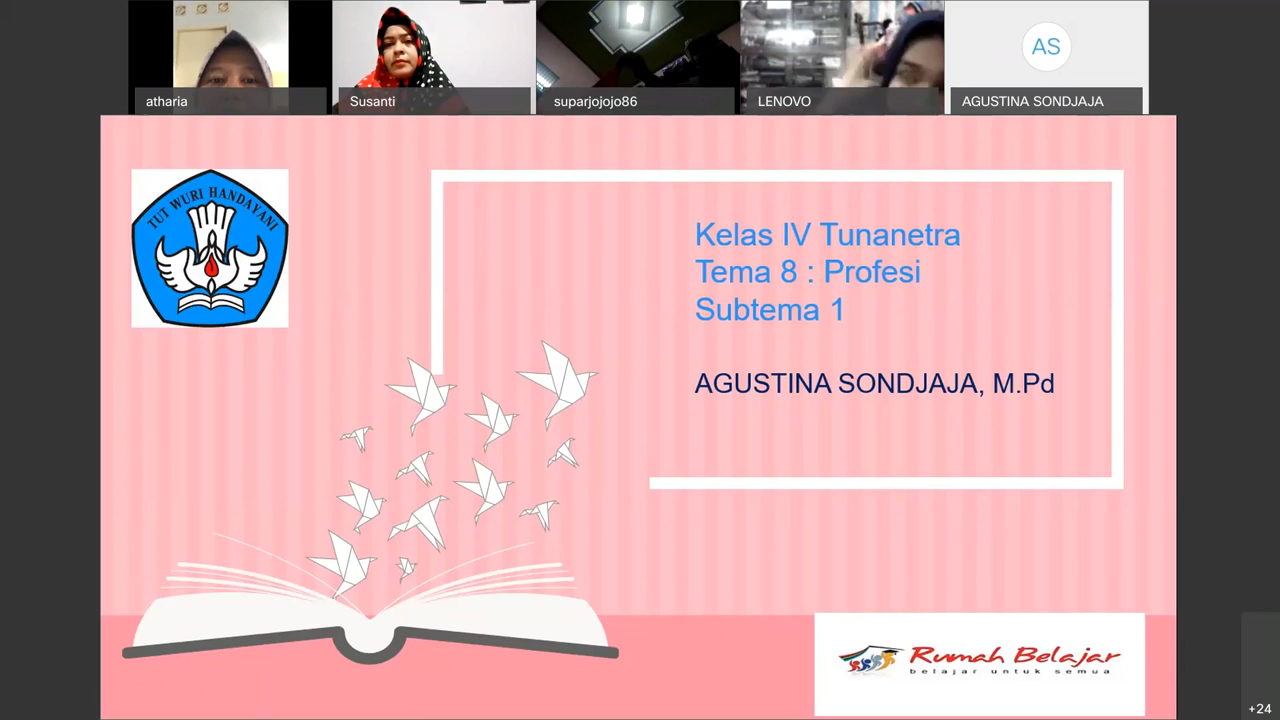 atharia
Susanti
suparjojojo86
LENOVO
AS
AGUSTINA SONDJAJA
TUT WURI HANDAYANI
Kelas IV Tunanetra
Tema 8 : Profesi
Subtema 1
AGUSTINA SONDJAJA, M.Pd
Rumah Belajar
belajar untuk semua
+24